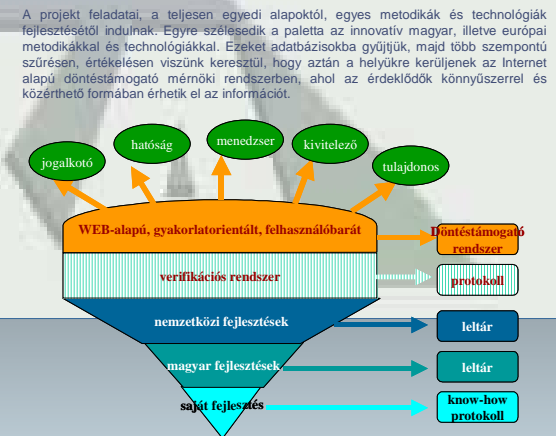 A projekt feladatai, a teljesen egyedi alapoktól, egyes metodikák és technológiák
fejlesztésétől indulnak. Egyre szélesedik a paletta az innovatív magyar, illetve európai
metodikákkal és technológiákkal. Ezeket adatbázisokba gyűjtjük, majd több szempontú
szűrésen, értékelésen viszünk keresztül, hogy aztán a helyükre kerüljenek az Internet
alapú döntéstámogató mérnöki rendszerben, ahol az érdeklődők könnyűszerrel és
közérthető formában érhetik el az információt.
jogalkotó
hatóság
menedzser
kivitelező
tulajdonos
WEB-alapú, gyakorlatorientált, felhasználóbarát
Döntéstámogató
rendszer
verifikációs rendszer
protokoll
nemzetközi fejlesztések
leltár
magyar fejlesztések
leltár
saját fejlesztés
know-how
protokoll